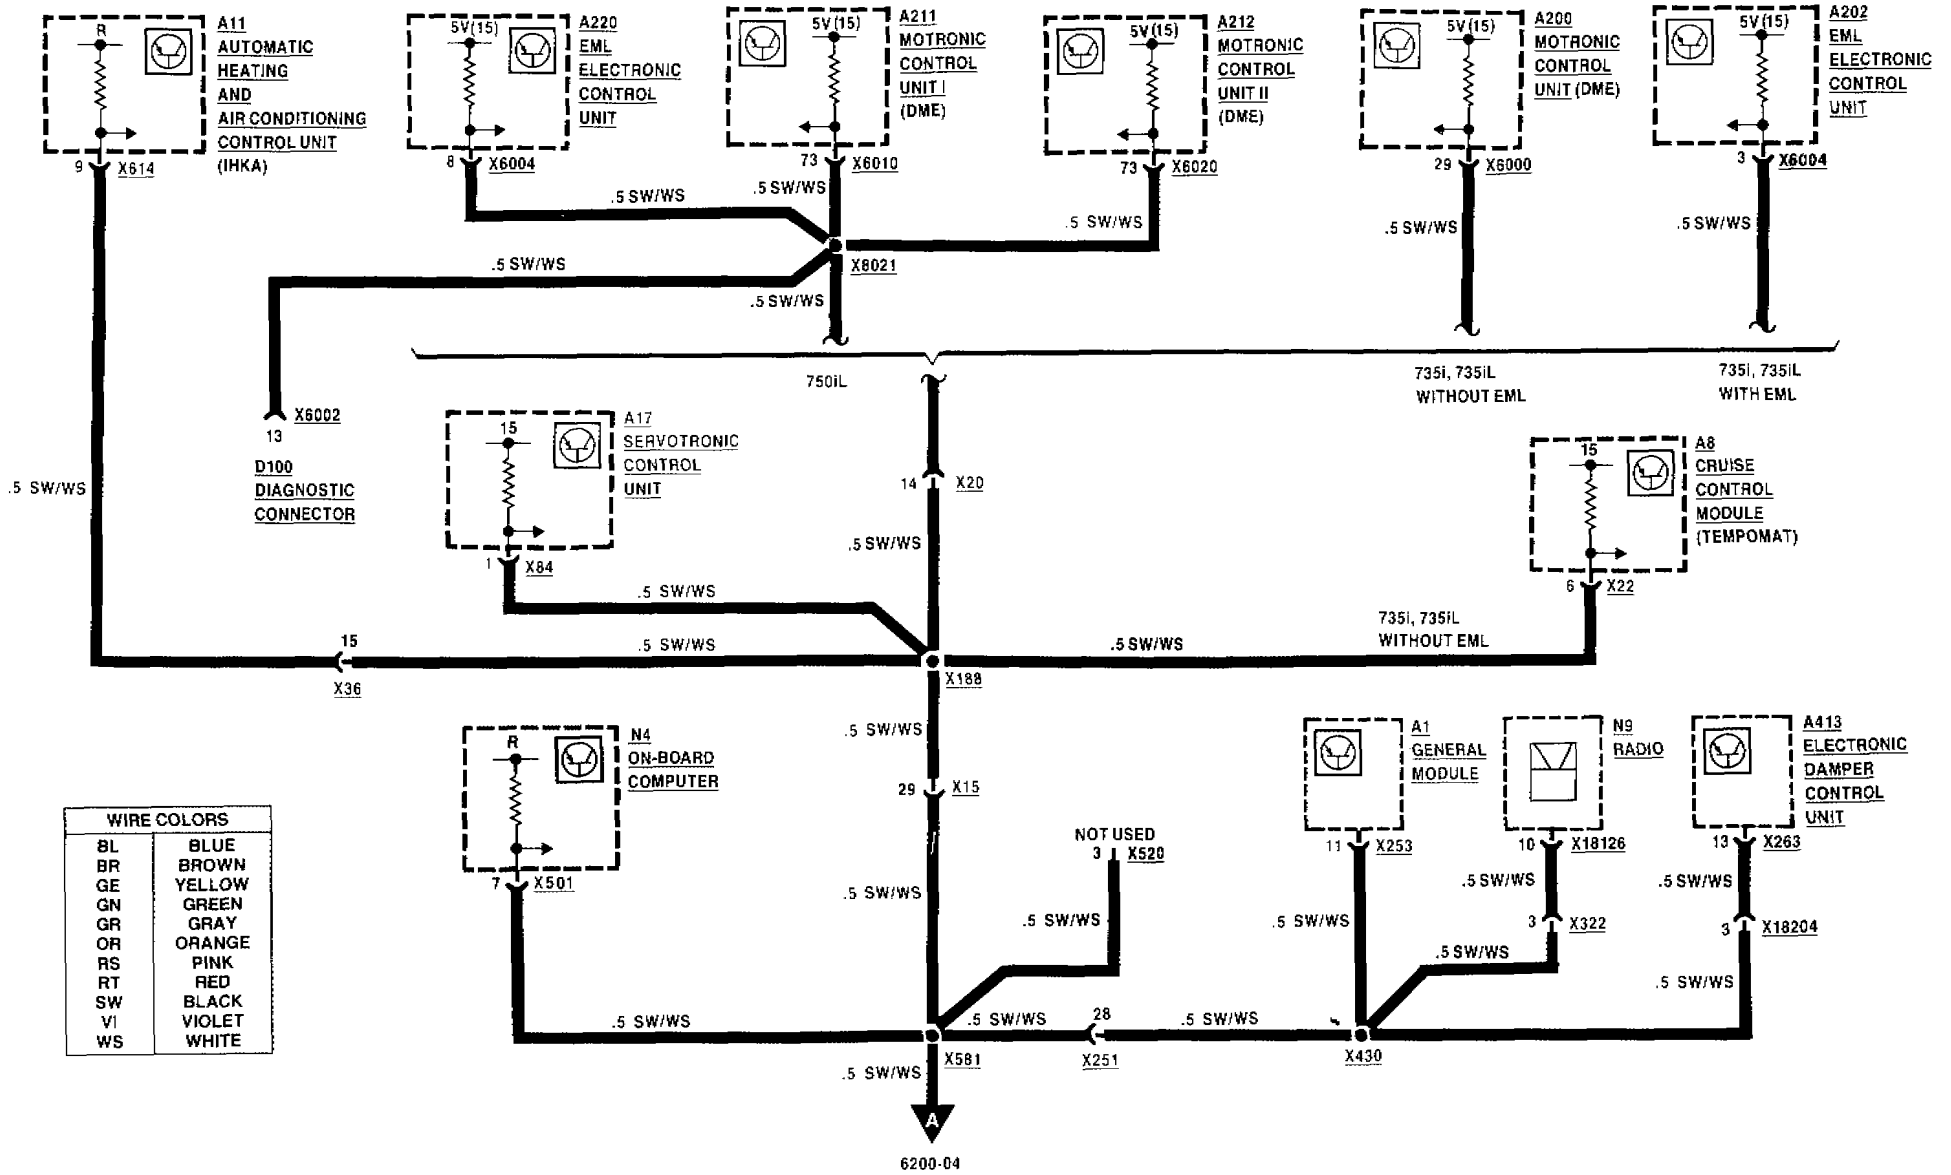 R
A11
AUTOMATIC
HEATING
AND
AIR CONDITIONING
CONTROL UNIT
(IHKA)
9
X614
5V (15)
A220
EML
ELECTRONIC
CONTROL
UNIT
8
X6004
5V (15)
A211
MOTRONIC
CONTROL
UNIT I
(DME)
73
X6010
5V (15)
A212
MOTRONIC
CONTROL
UNIT II
(DME)
73
X6020
5V (15)
A200
MOTRONIC
CONTROL
UNIT (DME)
29
X6000
5V (15)
A202
EML
ELECTRONIC
CONTROL
UNIT
3
X6004
.5 SW/WS
.5 SW/WS
.5 SW/WS
.5 SW/WS
.5 SW/WS
.5 SW/WS
X8021
.5 SW/WS
750iL
735i, 735iL
WITHOUT EML
735i, 735iL
WITH EML
X6002
13
D100
DIAGNOSTIC
CONNECTOR
.5 SW/WS
15
A17
SERVOTRONIC
CONTROL
UNIT
1
X84
14
X20
.5 SW/WS
15
A8
CRUISE
CONTROL
MODULE
(TEMPOMAT)
6
X22
.5 SW/WS
15
X36
.5 SW/WS
.5 SW/WS
735i, 735iL
WITHOUT EML
X188
.5 SW/WS
R
N4
ON-BOARD
COMPUTER
7
X501
29
X15
.5 SW/WS
NOT USED
3
X520
.5 SW/WS
A1
GENERAL
MODULE
11
X253
N9
RADIO
10
X18126
A413
ELECTRONIC
DAMPER
CONTROL
UNIT
13
X263
.5 SW/WS
.5 SW/WS
.5 SW/WS
3
X322
3
X18204
.5 SW/WS
.5 SW/WS
.5 SW/WS
.5 SW/WS
28
.5 SW/WS
X581
X251
X430
.5 SW/WS
A
6200-04
WIRE COLORS
BL BLUE
BR BROWN
GE YELLOW
GN GREEN
GR GRAY
OR ORANGE
RS PINK
RT RED
SW BLACK
VI VIOLET
WS WHITE